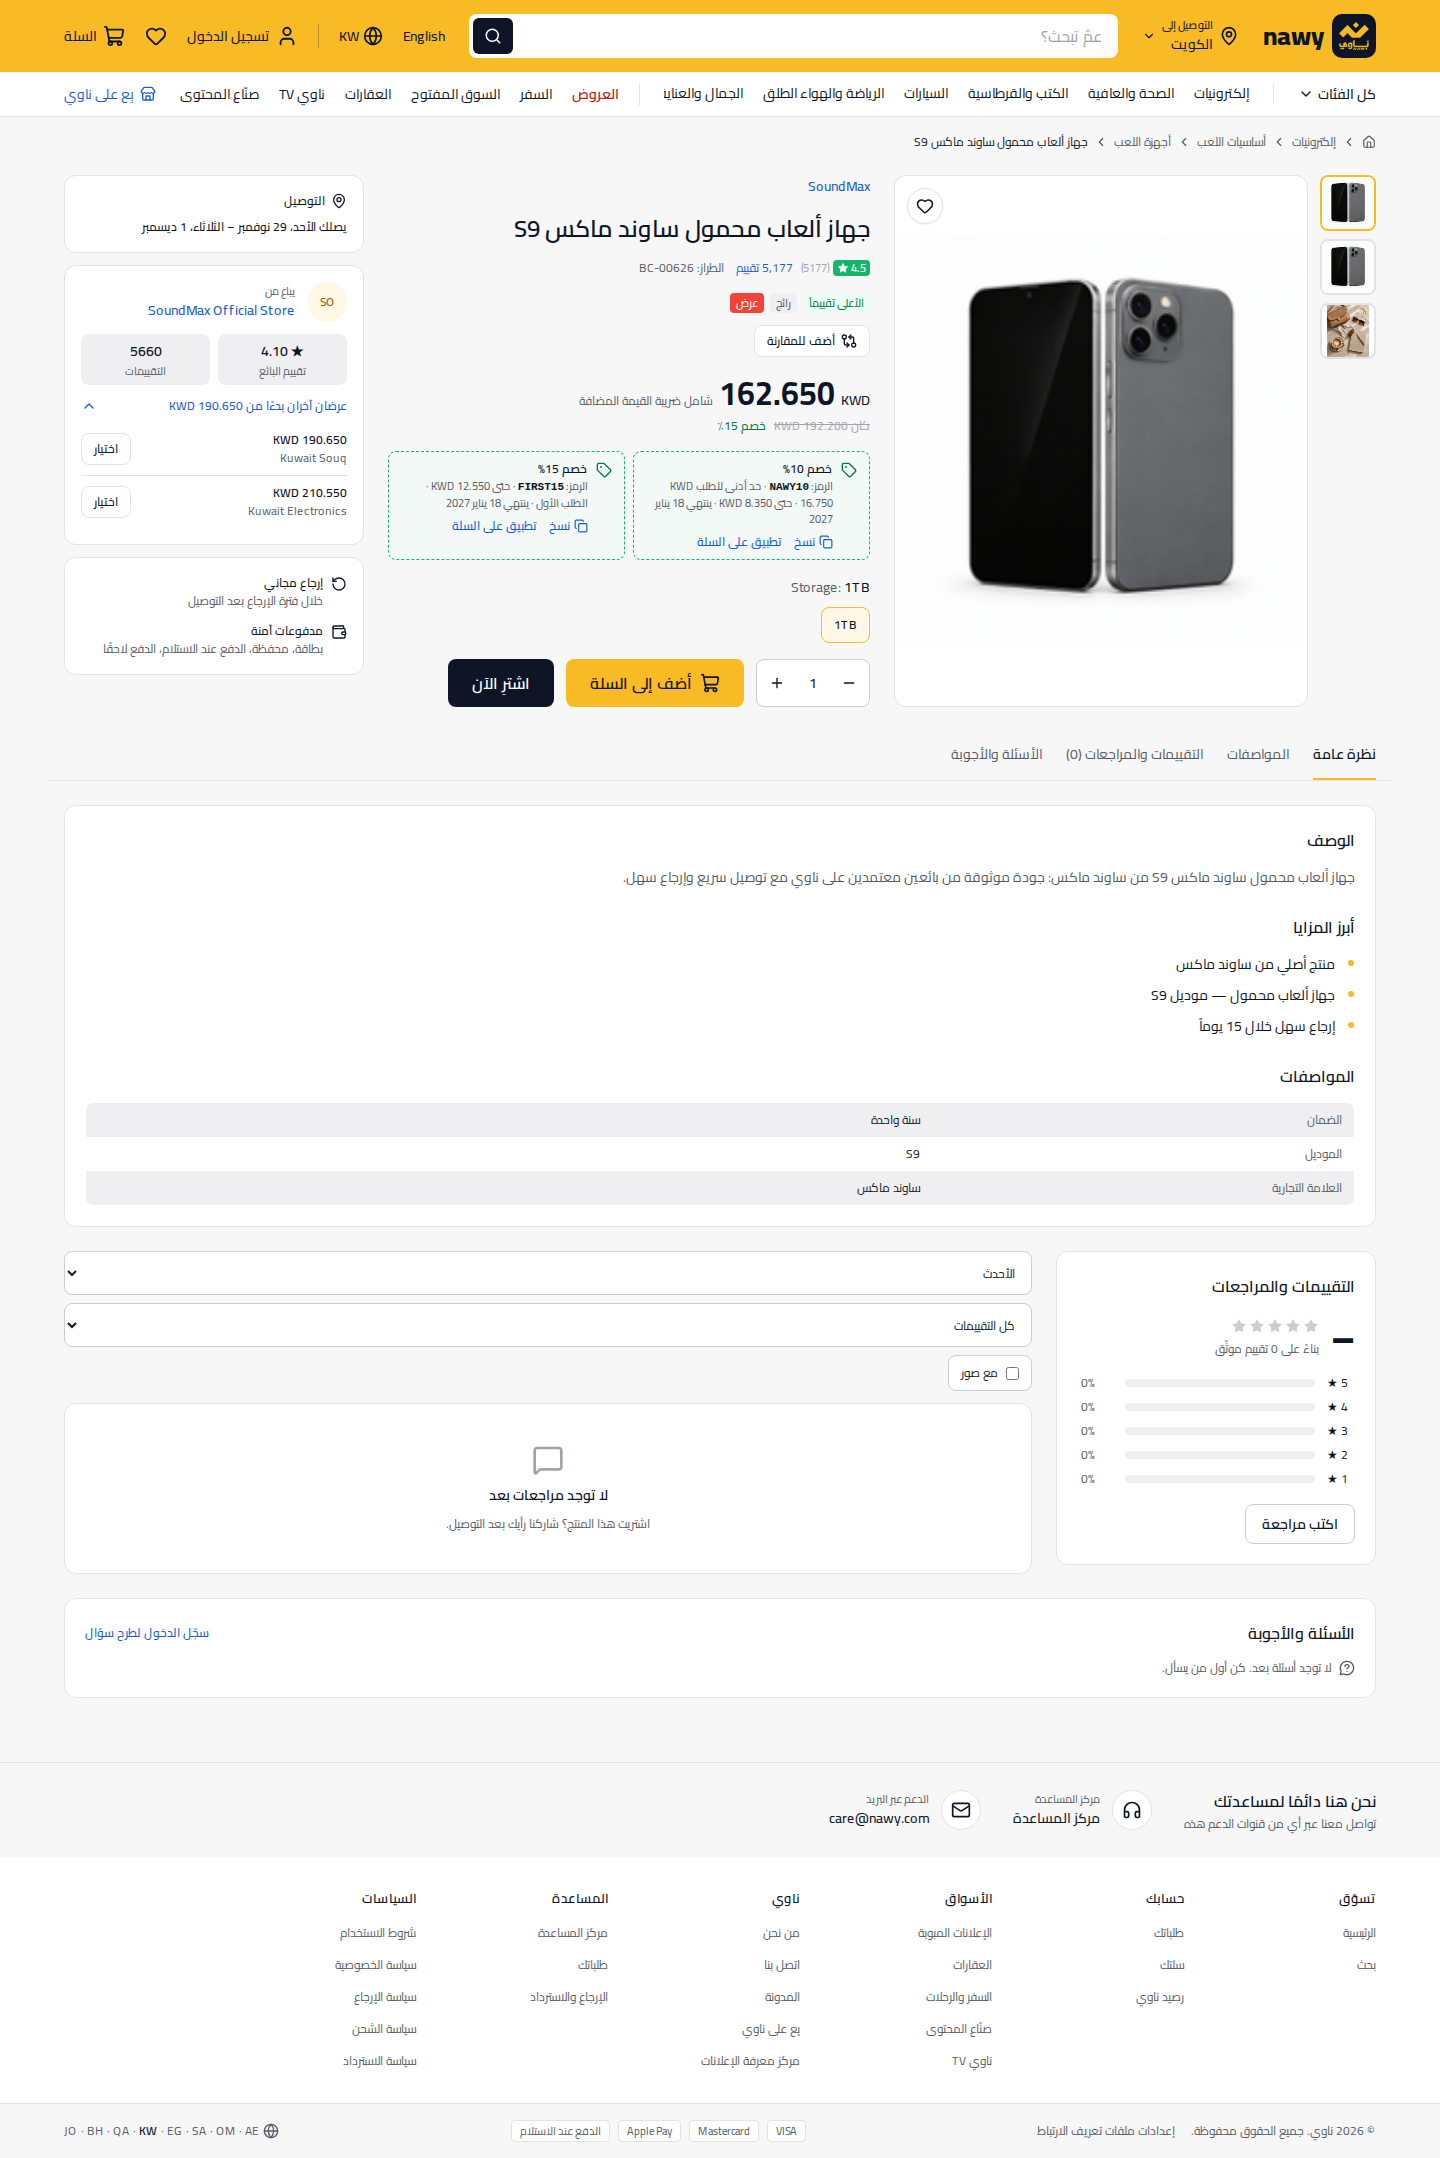 ناوي
NAWY
nawy
التوصيل إلى
الكويت
عمّ تبحث؟
English
KW
تسجيل الدخول
السلة
كل الفئات
إلكترونيات
الصحة والعافية
الكتب والقرطاسية
السيارات
الرياضة والهواء الطلق
الجمال والعناية
العروض
السفر
السوق المفتوح
العقارات
ناوي TV
صنّاع المحتوى
بع على ناوي
إلكترونيات
أساسيات اللعب
أجهزة اللعب
جهاز ألعاب محمول ساوند ماكس S9
SoundMax
جهاز ألعاب محمول ساوند ماكس S9
4.5 ★ (5177) 5,177 تقييم الطراز: BC-00626
الأعلى تقييماً
رائج
عرض
أضف للمقارنة
KWD 162.650 شامل ضريبة القيمة المضافة
كان KWD 192.200 خصم 15٪
خصم 10%
الرمز: NAWY10 · حد أدنى للطلب KWD
16.750 · حتى KWD 8.350 · ينتهي 18 يناير
2027
نسخ تطبيق على السلة
خصم 15%
الرمز: FIRST15 · حتى KWD 12.550 ·
الطلب الأول · ينتهي 18 يناير 2027
نسخ تطبيق على السلة
Storage: 1TB
1TB
1
أضف إلى السلة
اشترِ الآن
التوصيل
يصلك الأحد، 29 نوفمبر – الثلاثاء، 1 ديسمبر
SO
يباع من
SoundMax Official Store
★ 4.10
تقييم البائع
5660
التقييمات
عرضان آخران بدءًا من KWD 190.650
KWD 190.650
Kuwait Souq
اختيار
KWD 210.550
Kuwait Electronics
اختيار
إرجاع مجاني
خلال فترة الإرجاع بعد التوصيل
مدفوعات آمنة
بطاقة، محفظة، الدفع عند الاستلام، الدفع لاحقًا
نظرة عامة
المواصفات
التقييمات والمراجعات (0)
الأسئلة والأجوبة
الوصف
جهاز ألعاب محمول ساوند ماكس S9 من ساوند ماكس: جودة موثوقة من بائعين معتمدين على ناوي مع توصيل سريع وإرجاع سهل.
أبرز المزايا
منتج أصلي من ساوند ماكس
جهاز ألعاب محمول — موديل S9
إرجاع سهل خلال 15 يوماً
المواصفات
الضمان سنة واحدة
الموديل S9
العلامة التجارية ساوند ماكس
التقييمات والمراجعات
–
بناءً على 0 تقييم موثّق
5 ★ 0%
4 ★ 0%
3 ★ 0%
2 ★ 0%
1 ★ 0%
اكتب مراجعة
الأحدث
كل التقييمات
مع صور
لا توجد مراجعات بعد
اشتريت هذا المنتج؟ شاركنا رأيك بعد التوصيل.
الأسئلة والأجوبة
سجّل الدخول لطرح سؤال
لا توجد أسئلة بعد. كن أول من يسأل.
نحن هنا دائمًا لمساعدتك
تواصل معنا عبر أي من قنوات الدعم هذه
مركز المساعدة
مركز المساعدة
الدعم عبر البريد
care@nawy.com
تسوّق
الرئيسية
بحث
حسابك
طلباتك
سلتك
رصيد ناوي
الأسواق
الإعلانات المبوبة
العقارات
السفر والرحلات
صنّاع المحتوى
ناوي TV
ناوي
من نحن
اتصل بنا
المدونة
بع على ناوي
مركز معرفة الإعلانات
المساعدة
مركز المساعدة
طلباتك
الإرجاع والاسترداد
السياسات
شروط الاستخدام
سياسة الخصوصية
سياسة الإرجاع
سياسة الشحن
سياسة الاسترداد
© 2026 ناوي. جميع الحقوق محفوظة.
إعدادات ملفات تعريف الارتباط
VISA
Mastercard
Apple Pay
الدفع عند الاستلام
JO · BH · QA · KW · EG · SA · OM · AE